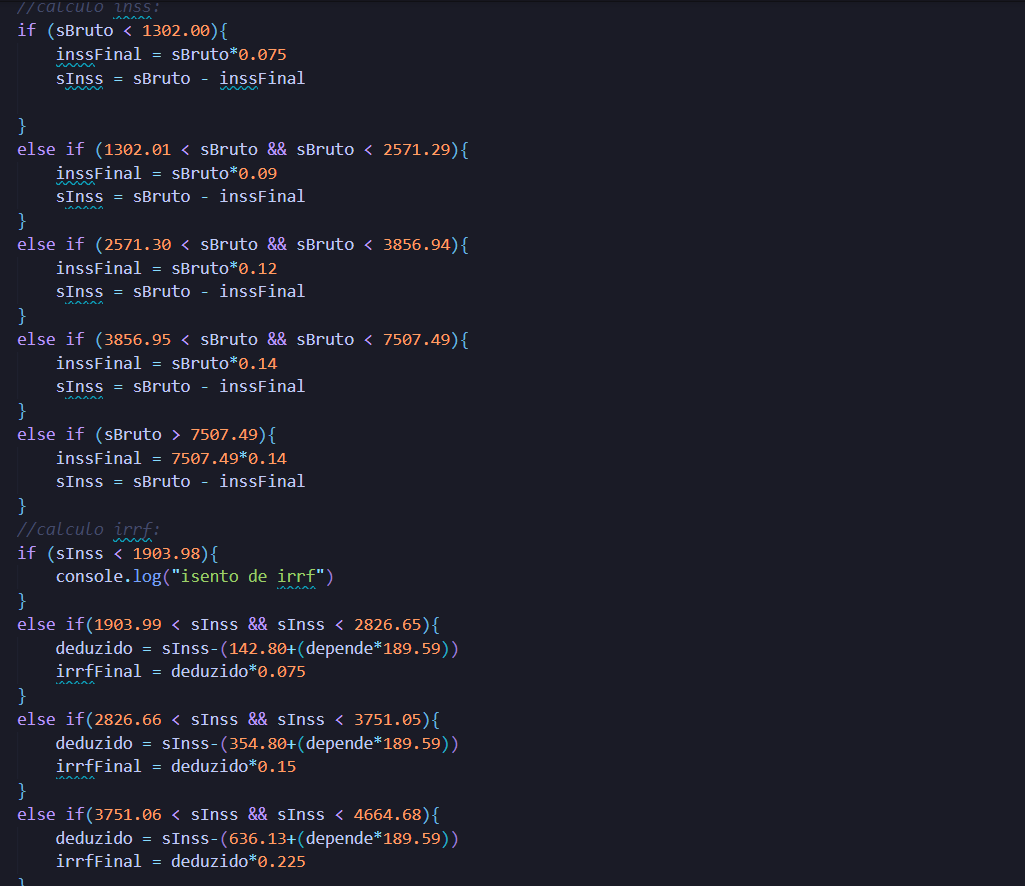 //calculo inss:
if (sBruto < 1302.00){
    inssFinal = sBruto*0.075
    sInss = sBruto - inssFinal
}
else if (1302.01 < sBruto && sBruto < 2571.29){
    inssFinal = sBruto*0.09
    sInss = sBruto - inssFinal
}
else if (2571.30 < sBruto && sBruto < 3856.94){
    inssFinal = sBruto*0.12
    sInss = sBruto - inssFinal
}
else if (3856.95 < sBruto && sBruto < 7507.49){
    inssFinal = sBruto*0.14
    sInss = sBruto - inssFinal
}
else if (sBruto > 7507.49){
    inssFinal = 7507.49*0.14
    sInss = sBruto - inssFinal
}
//calculo irrf:
if (sInss < 1903.98){
    console.log("isento de irrf")
}
else if(1903.99 < sInss && sInss < 2826.65){
    deduzido = sInss-(142.80+(depende*189.59))
    irrfFinal = deduzido*0.075
}
else if(2826.66 < sInss && sInss < 3751.05){
    deduzido = sInss-(354.80+(depende*189.59))
    irrfFinal = deduzido*0.15
}
else if(3751.06 < sInss && sInss < 4664.68){
    deduzido = sInss-(636.13+(depende*189.59))
    irrfFinal = deduzido*0.225
}